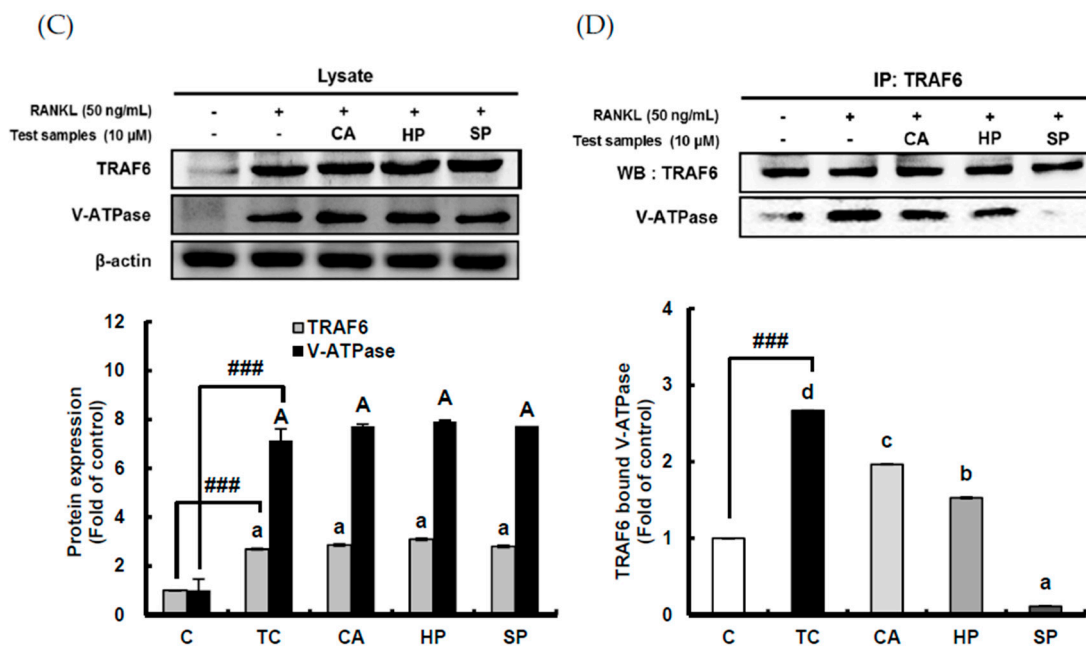 (C)
Lysate
RANKL (50 ng/mL) - + + + +
Test samples (10 µM) - - CA HP SP
TRAF6
V-ATPase
β-actin
12
10
8
6
4
2
0
Protein expression
(Fold of control)
TRAF6
V-ATPase
###
###
A A A A
a a a a
C TC CA HP SP
(D)
IP: TRAF6
RANKL (50 ng/mL) - + + + +
Test samples (10 µM) - - CA HP SP
WB : TRAF6
V-ATPase
4
3
2
1
0
TRAF6 bound V-ATPase
(Fold of control)
###
d
c
b
a
C TC CA HP SP